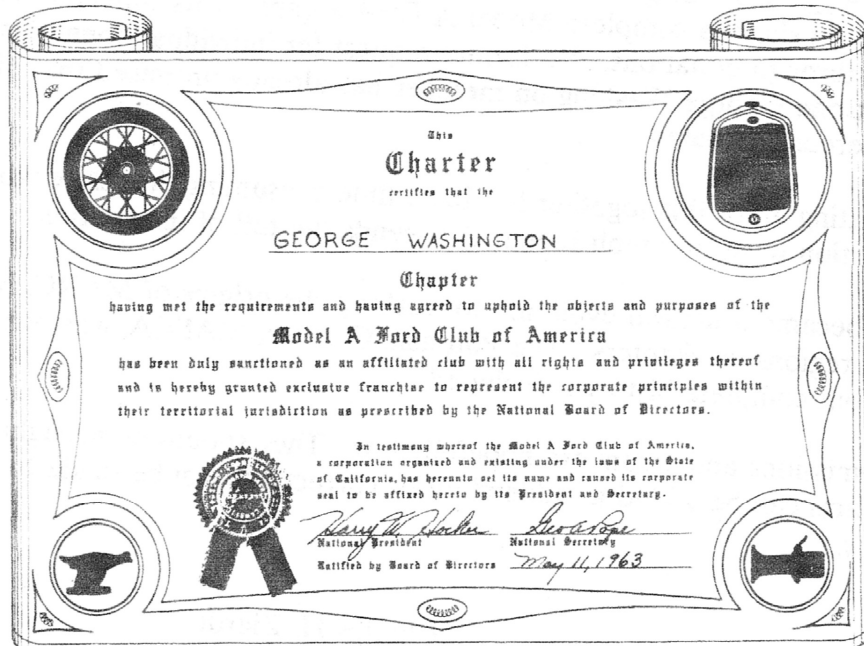 This
Charter
certifies that the
GEORGE WASHINGTON
Chapter
having met the requirements and having agreed to uphold the objects and purposes of the
Model A Ford Club of America
has been duly sanctioned as an affiliated club with all rights and privileges thereof
and is hereby granted exclusive franchise to represent the corporate principles within
their territorial jurisdiction as prescribed by the National Board of Directors.
In testimony whereof the Model A Ford Club of America,
a corporation organized and existing under the laws of the State
of California, has hereunto set its name and caused its corporate
seal to be affixed hereto by its President and Secretary.
Harry W. Hocker Geo A Pope
National President National Secretary
Ratified by Board of Directors May 11, 1963